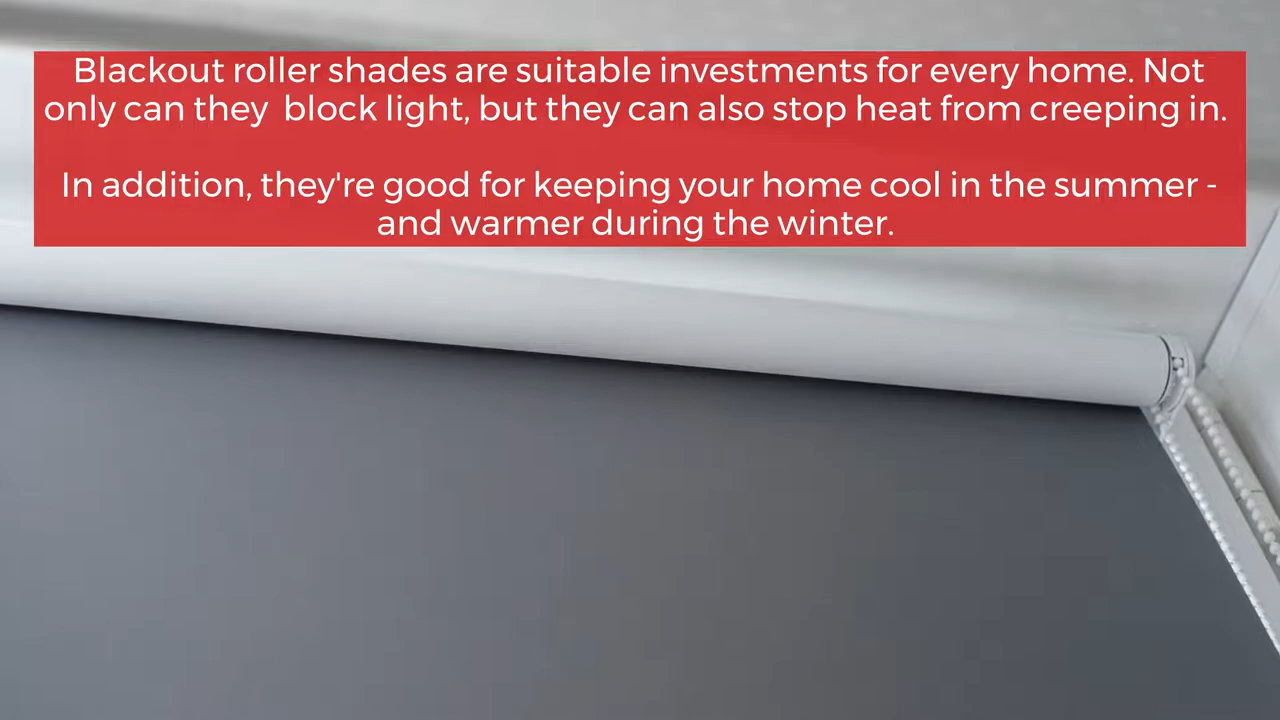 Blackout roller shades are suitable investments for every home. Not
only can they  block light, but they can also stop heat from creeping in.
In addition, they're good for keeping your home cool in the summer -
and warmer during the winter.